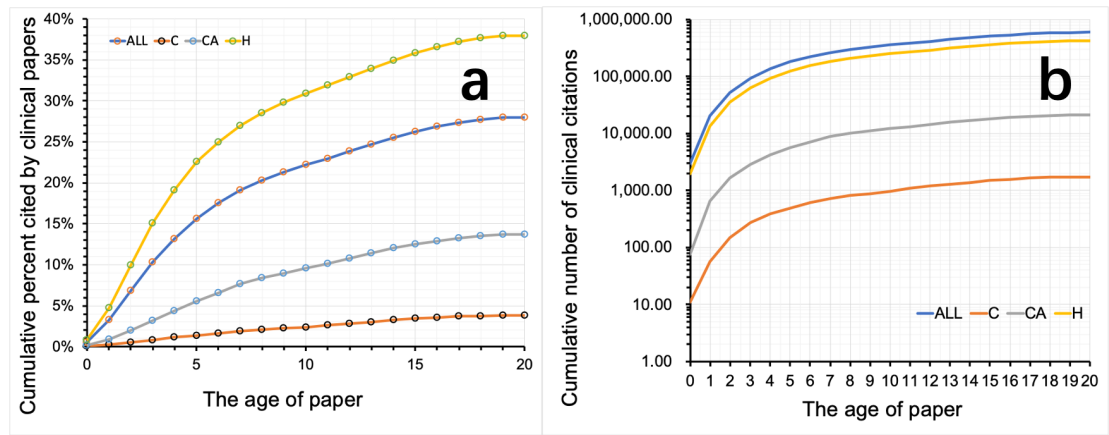 Cumulative percent cited by clinical papers
40%
35%
30%
25%
20%
15%
10%
5%
0%
ALL C CA H
a
0 5 10 15 20
The age of paper
Cumulative number of clinical citations
1,000,000.00
100,000.00
10,000.00
1,000.00
100.00
10.00
1.00
b
ALL C CA H
0 1 2 3 4 5 6 7 8 9 10 11 12 13 14 15 16 17 18 19 20
The age of paper